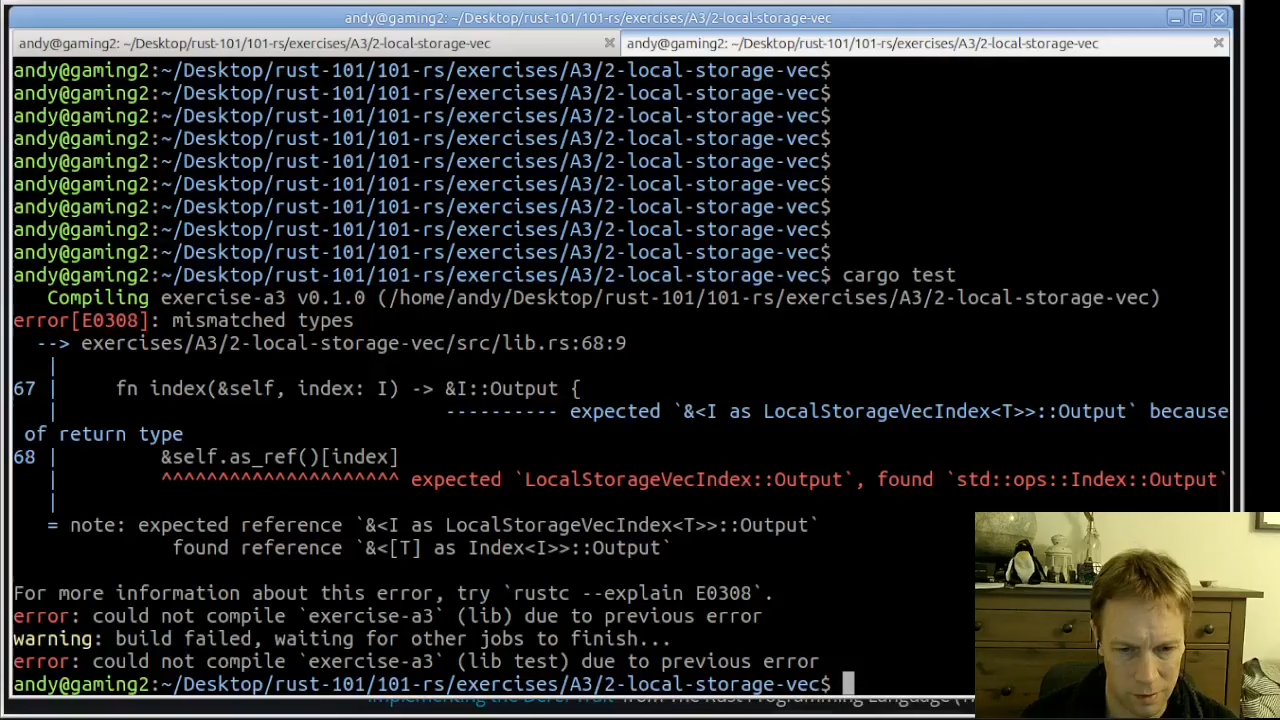 andy@gaming2: ~/Desktop/rust-101/101-rs/exercises/A3/2-local-storage-vec
andy@gaming2: ~/Desktop/rust-101/101-rs/exercises/A3/2-local-storage-vec
andy@gaming2: ~/Desktop/rust-101/101-rs/exercises/A3/2-local-storage-vec
andy@gaming2:~/Desktop/rust-101/101-rs/exercises/A3/2-local-storage-vec$
andy@gaming2:~/Desktop/rust-101/101-rs/exercises/A3/2-local-storage-vec$
andy@gaming2:~/Desktop/rust-101/101-rs/exercises/A3/2-local-storage-vec$
andy@gaming2:~/Desktop/rust-101/101-rs/exercises/A3/2-local-storage-vec$
andy@gaming2:~/Desktop/rust-101/101-rs/exercises/A3/2-local-storage-vec$
andy@gaming2:~/Desktop/rust-101/101-rs/exercises/A3/2-local-storage-vec$
andy@gaming2:~/Desktop/rust-101/101-rs/exercises/A3/2-local-storage-vec$
andy@gaming2:~/Desktop/rust-101/101-rs/exercises/A3/2-local-storage-vec$
andy@gaming2:~/Desktop/rust-101/101-rs/exercises/A3/2-local-storage-vec$
andy@gaming2:~/Desktop/rust-101/101-rs/exercises/A3/2-local-storage-vec$ cargo test
   Compiling exercise-a3 v0.1.0 (/home/andy/Desktop/rust-101/101-rs/exercises/A3/2-local-storage-vec)
error[E0308]: mismatched types
  --> exercises/A3/2-local-storage-vec/src/lib.rs:68:9
   |
67 |     fn index(&self, index: I) -> &I::Output {
   |                                  ---------- expected `&<I as LocalStorageVecIndex<T>>::Output` because
 of return type
68 |         &self.as_ref()[index]
   |         ^^^^^^^^^^^^^^^^^^^^^ expected `LocalStorageVecIndex::Output`, found `std::ops::Index::Output`
   |
   = note: expected reference `&<I as LocalStorageVecIndex<T>>::Output`
              found reference `&<[T] as Index<I>>::Output`

For more information about this error, try `rustc --explain E0308`.
error: could not compile `exercise-a3` (lib) due to previous error
warning: build failed, waiting for other jobs to finish...
error: could not compile `exercise-a3` (lib test) due to previous error
andy@gaming2:~/Desktop/rust-101/101-rs/exercises/A3/2-local-storage-vec$